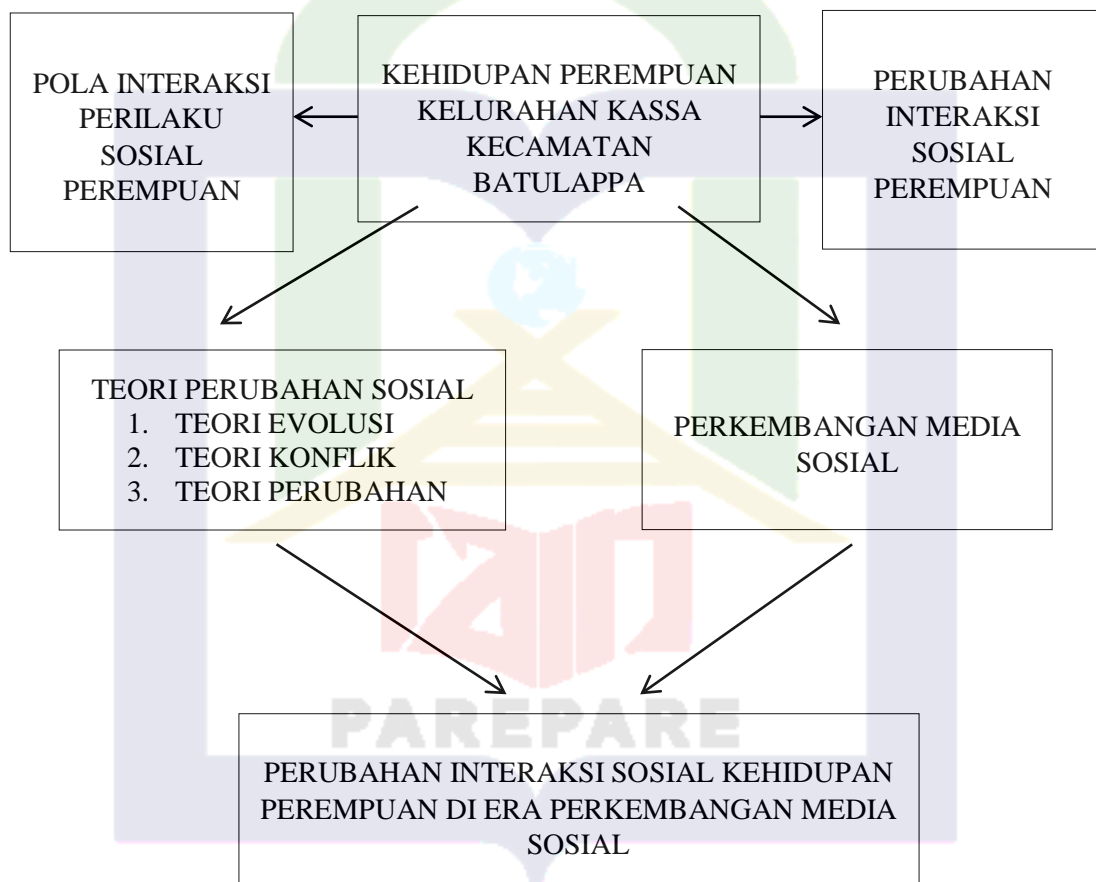 POLA INTERAKSI
PERILAKU
SOSIAL
PEREMPUAN
KEHIDUPAN PEREMPUAN
KELURAHAN KASSA
KECAMATAN
BATULAPPA
PERUBAHAN
INTERAKSI
SOSIAL
PEREMPUAN
TEORI PERUBAHAN SOSIAL
1. TEORI EVOLUSI
2. TEORI KONFLIK
3. TEORI PERUBAHAN
PERKEMBANGAN MEDIA
SOSIAL
iain
PAREPARE
PERUBAHAN INTERAKSI SOSIAL KEHIDUPAN
PEREMPUAN DI ERA PERKEMBANGAN MEDIA
SOSIAL